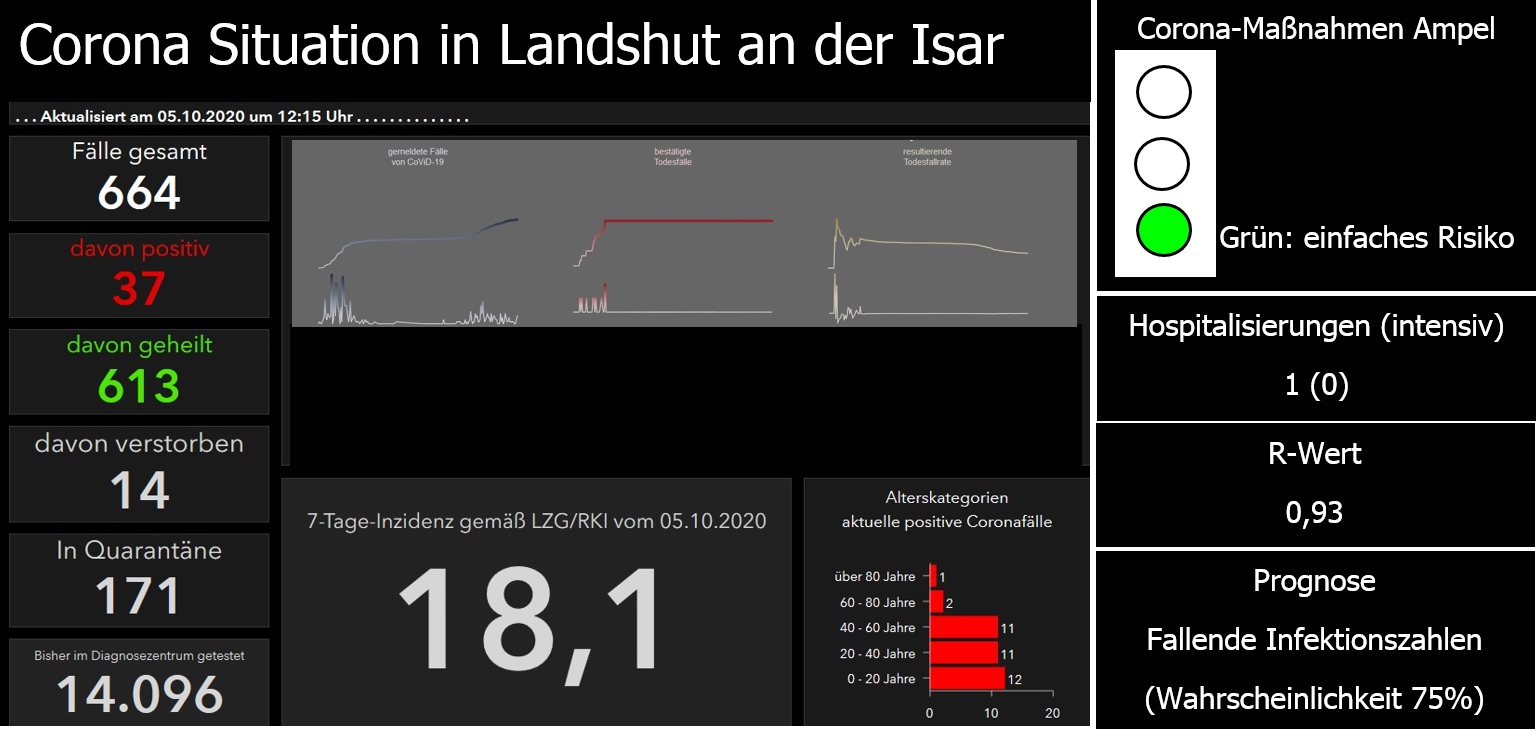 Corona Situation in Landshut an der Isar
. . . Aktualisiert am 05.10.2020 um 12:15 Uhr . . . . . . . . . . . . . .
Fälle gesamt
664
davon positiv
37
davon geheilt
613
davon verstorben
14
In Quarantäne
171
Bisher im Diagnosezentrum getestet
14.096
gemeldete Fälle
von CoViD-19
bestätigte
Todesfälle
resultierende
Todesfallrate
7-Tage-Inzidenz gemäß LZG/RKI vom 05.10.2020
18,1
Alterskategorien
aktuelle positive Coronafälle
über 80 Jahre 1
60 - 80 Jahre 2
40 - 60 Jahre 11
20 - 40 Jahre 11
0 - 20 Jahre 12
0 10 20
Corona-Maßnahmen Ampel
Grün: einfaches Risiko
Hospitalisierungen (intensiv)
1 (0)
R-Wert
0,93
Prognose
Fallende Infektionszahlen
(Wahrscheinlichkeit 75%)